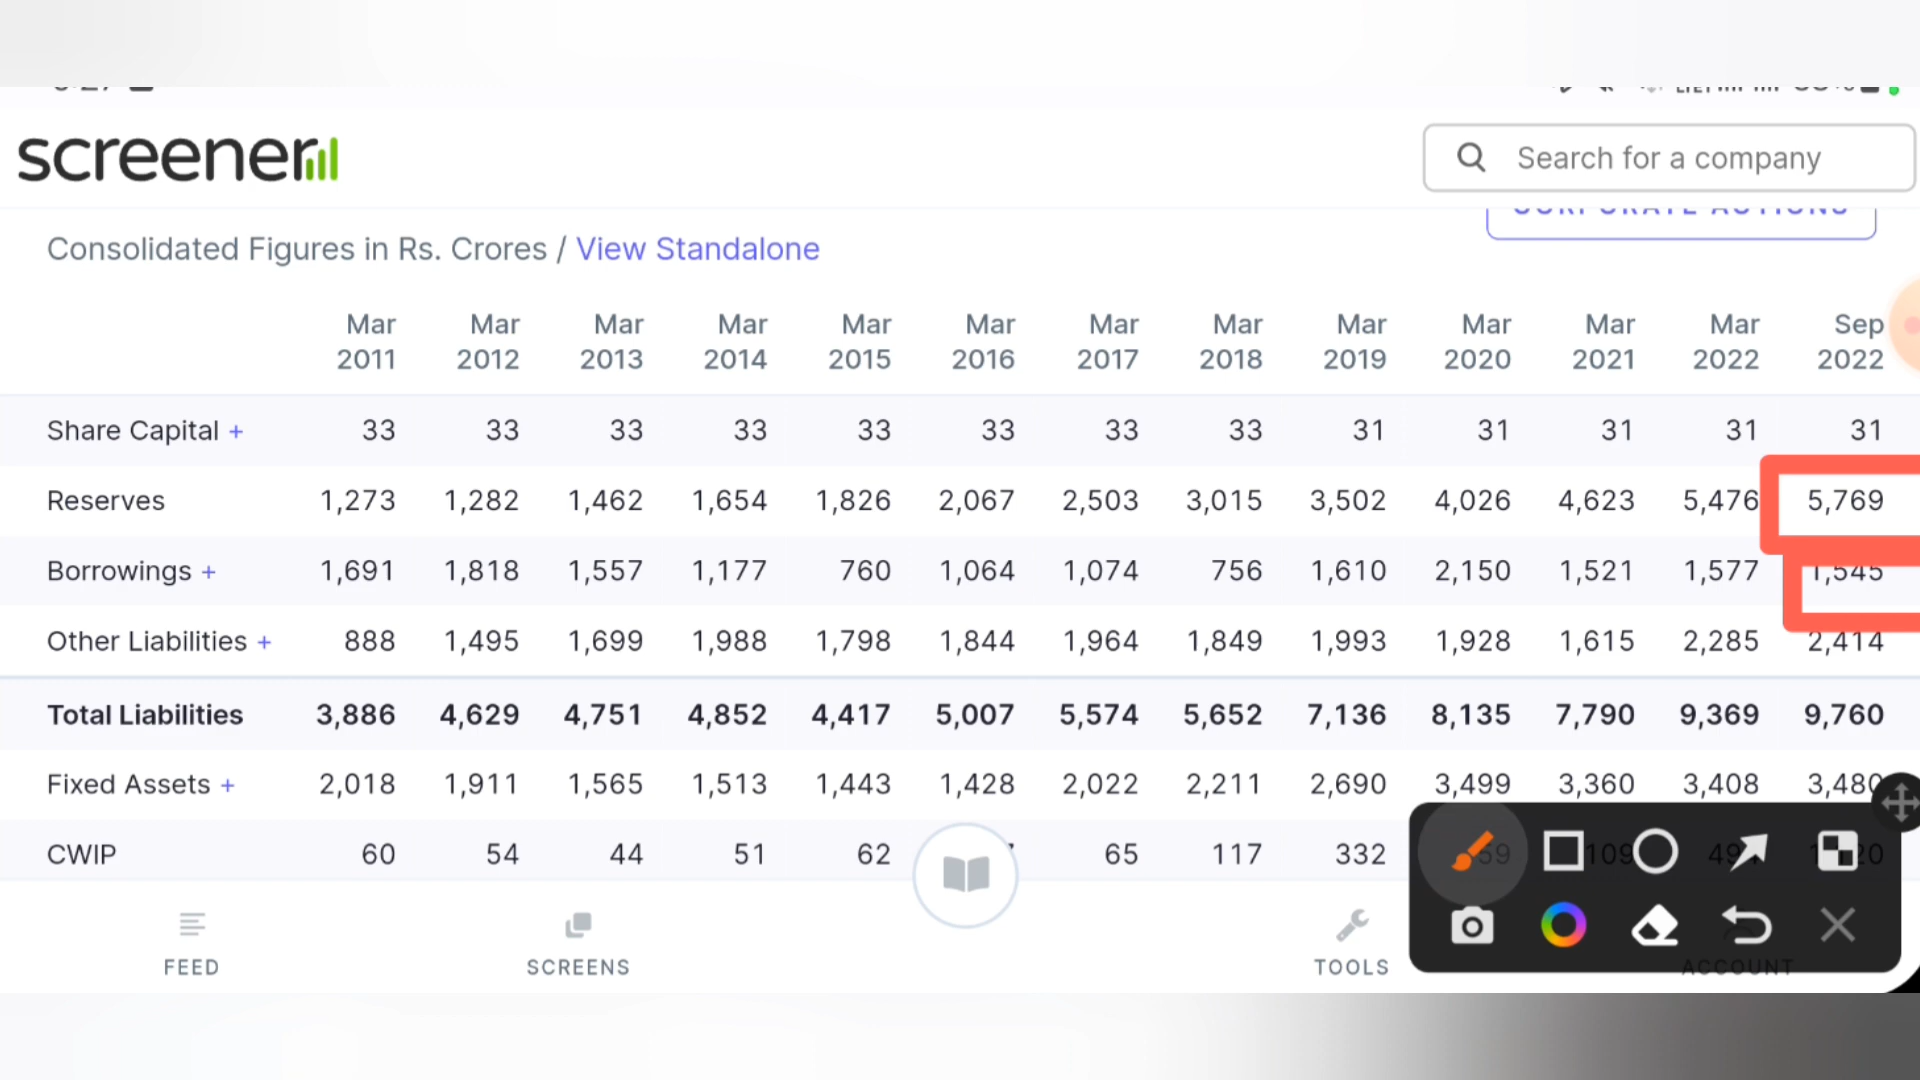 screener
Search for a company
CORPORATE ACTIONS
Consolidated Figures in Rs. Crores / View Standalone
Mar 2011 Mar 2012 Mar 2013 Mar 2014 Mar 2015 Mar 2016 Mar 2017 Mar 2018 Mar 2019 Mar 2020 Mar 2021 Mar 2022 Sep 2022
Share Capital + 33 33 33 33 33 33 33 33 31 31 31 31 31
Reserves 1,273 1,282 1,462 1,654 1,826 2,067 2,503 3,015 3,502 4,026 4,623 5,476 5,769
Borrowings + 1,691 1,818 1,557 1,177 760 1,064 1,074 756 1,610 2,150 1,521 1,577 1,545
Other Liabilities + 888 1,495 1,699 1,988 1,798 1,844 1,964 1,849 1,993 1,928 1,615 2,285 2,414
Total Liabilities 3,886 4,629 4,751 4,852 4,417 5,007 5,574 5,652 7,136 8,135 7,790 9,369 9,760
Fixed Assets + 2,018 1,911 1,565 1,513 1,443 1,428 2,022 2,211 2,690 3,499 3,360 3,408 3,480
CWIP 60 54 44 51 62 65 117 332
FEED SCREENS TOOLS ACCOUNT